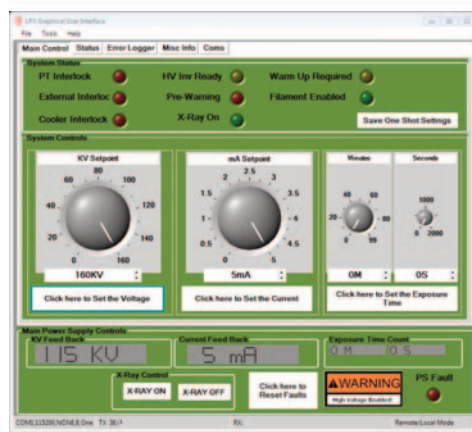 LPX Graphical User Interface
File Tools Help
Main Control Status Error Logger Misc Info Coms
System Status
PT Interlock HV Inv Ready Warm Up Required
External Interloc Pre-Warning Filament Enabled
Cooler Interlock X-Ray On Save One Shot Settings
System Controls
KV Setpoint mA Setpoint Minutes Seconds
0 20 40 60 80 100 120 140 160
0 0.5 1 1.5 2 2.5 3 3.5 4 4.5 5
0 20 40 60 80 99
0 1000 2000
160KV 5mA 0M 0S
Click here to Set the Voltage Click here to Set the Current Click here to Set the Exposure
Time
Main Power Supply Controls
KV Feed Back Current Feed Back Exposure Time Count
115 KV 5 mA 0 M 0 S
X-Ray Control
X-RAY ON X-RAY OFF
Click here to
Reset Faults
WARNING
High Voltage Enabled!
PS Fault
COM1,115200,NONE,8,One TX: RX: Remote/Local Mode